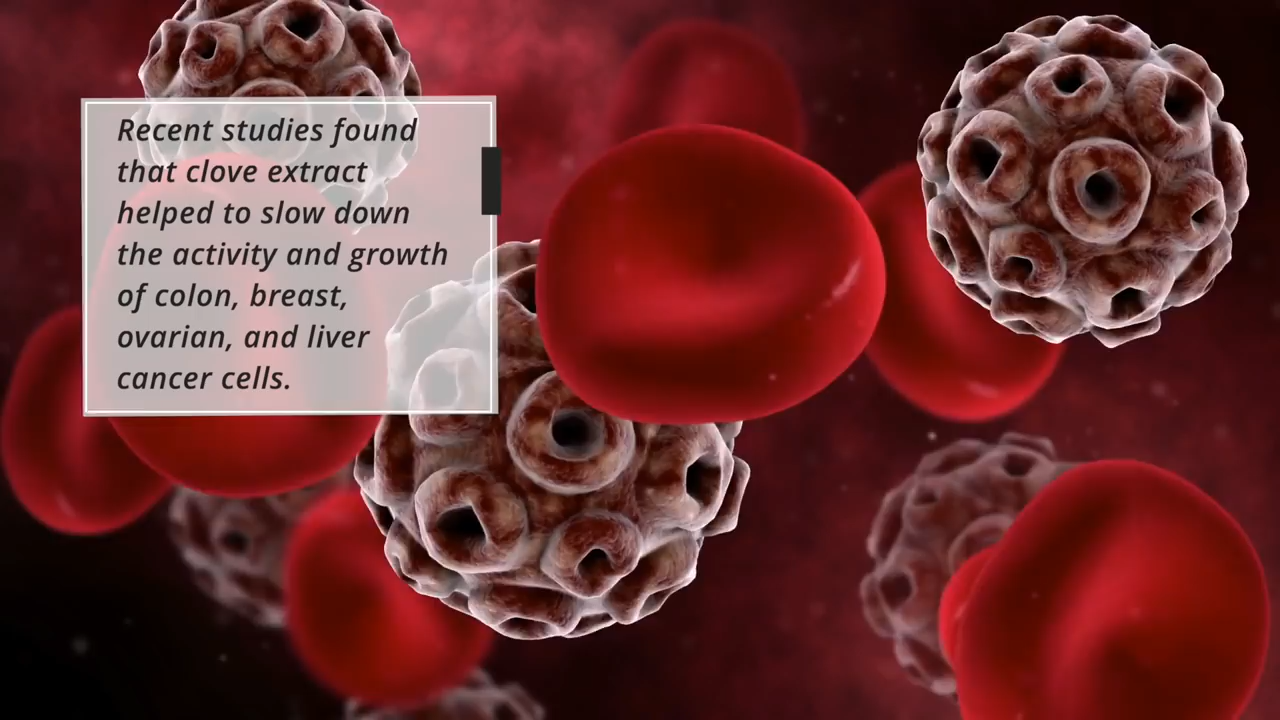 Recent studies found
that clove extract
helped to slow down
the activity and growth
of colon, breast,
ovarian, and liver
cancer cells.